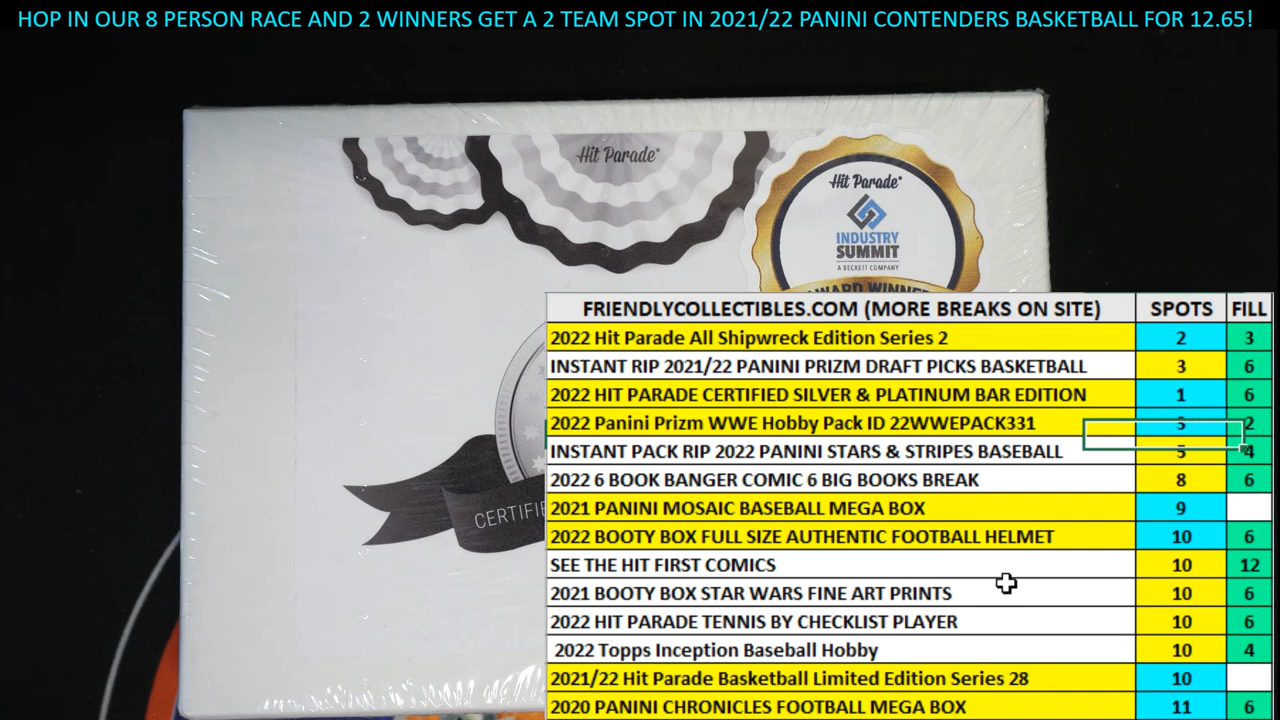 HOP IN OUR 8 PERSON RACE AND 2 WINNERS GET A 2 TEAM SPOT IN 2021/22 PANINI CONTENDERS BASKETBALL FOR 12.65!
Hit Parade
Hit Parade
INDUSTRY
SUMMIT
A BECKETT COMPANY
AWARD WINNER
CERTIFIE
FRIENDLYCOLLECTIBLES.COM (MORE BREAKS ON SITE) SPOTS FILL
2022 Hit Parade All Shipwreck Edition Series 2 2 3
INSTANT RIP 2021/22 PANINI PRIZM DRAFT PICKS BASKETBALL 3 6
2022 HIT PARADE CERTIFIED SILVER & PLATINUM BAR EDITION 1 6
2022 Panini Prizm WWE Hobby Pack ID 22WWEPACK331 2
INSTANT PACK RIP 2022 PANINI STARS & STRIPES BASEBALL 5 4
2022 6 BOOK BANGER COMIC 6 BIG BOOKS BREAK 8 6
2021 PANINI MOSAIC BASEBALL MEGA BOX 9
2022 BOOTY BOX FULL SIZE AUTHENTIC FOOTBALL HELMET 10 6
SEE THE HIT FIRST COMICS 10 12
2021 BOOTY BOX STAR WARS FINE ART PRINTS 10 6
2022 HIT PARADE TENNIS BY CHECKLIST PLAYER 10 6
2022 Topps Inception Baseball Hobby 10 4
2021/22 Hit Parade Basketball Limited Edition Series 28 10
2020 PANINI CHRONICLES FOOTBALL MEGA BOX 11 6